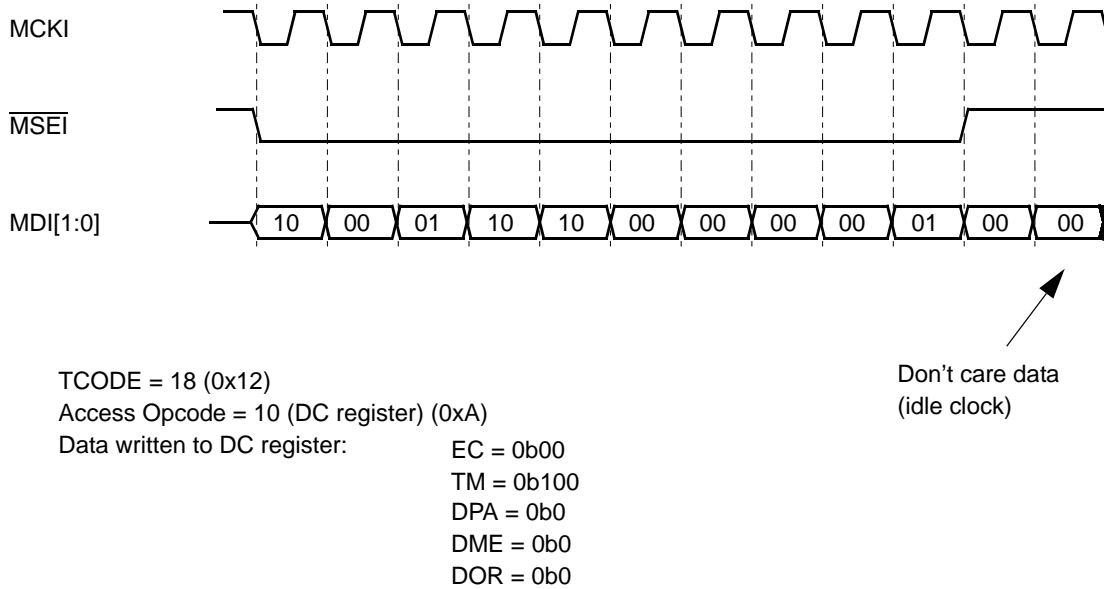 MCKI
MSEI
MDI[1:0] 10 00 01 10 10 00 00 00 00 01 00 00
Don’t care data
(idle clock)
TCODE = 18 (0x12)
Access Opcode = 10 (DC register) (0xA)
Data written to DC register:
EC = 0b00
TM = 0b100
DPA = 0b0
DME = 0b0
DOR = 0b0